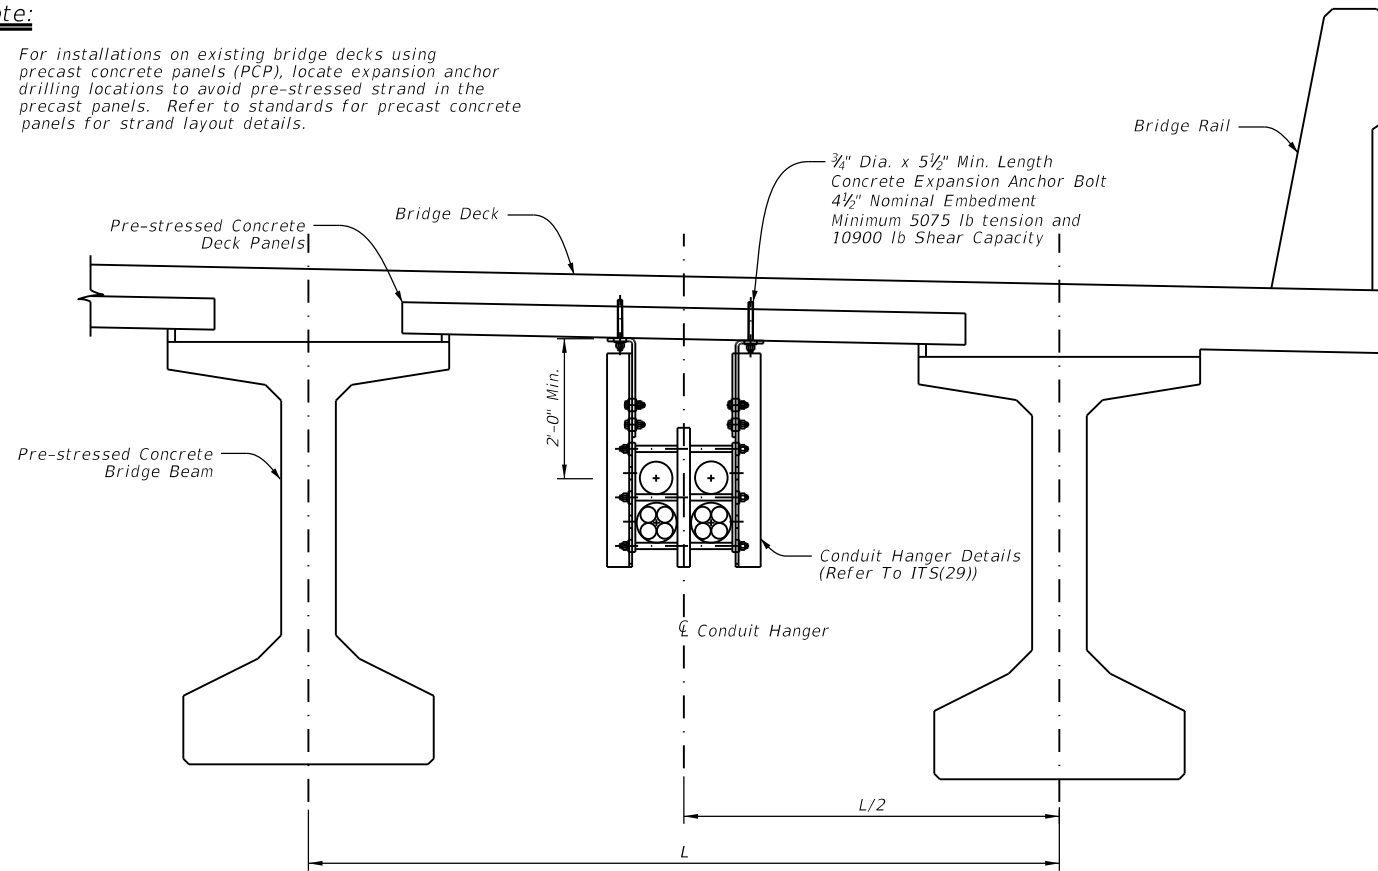 For installations on existing bridge decks using
precast concrete panels (PCP), locate expansion anchor
drilling locations to avoid pre-stressed strand in the
precast panels. Refer to standards for precast concrete
panels for strand layout details.
Bridge Rail
¾" Dia. x 5½" Min. Length
Concrete Expansion Anchor Bolt
4½" Nominal Embedment
Minimum 5075 lb tension and
10900 lb Shear Capacity
Bridge Deck
Pre-stressed Concrete
Deck Panels
2'-0" Min.
Pre-stressed Concrete
Bridge Beam
Conduit Hanger Details
(Refer To ITS(29))
℄ Conduit Hanger
L/2
L